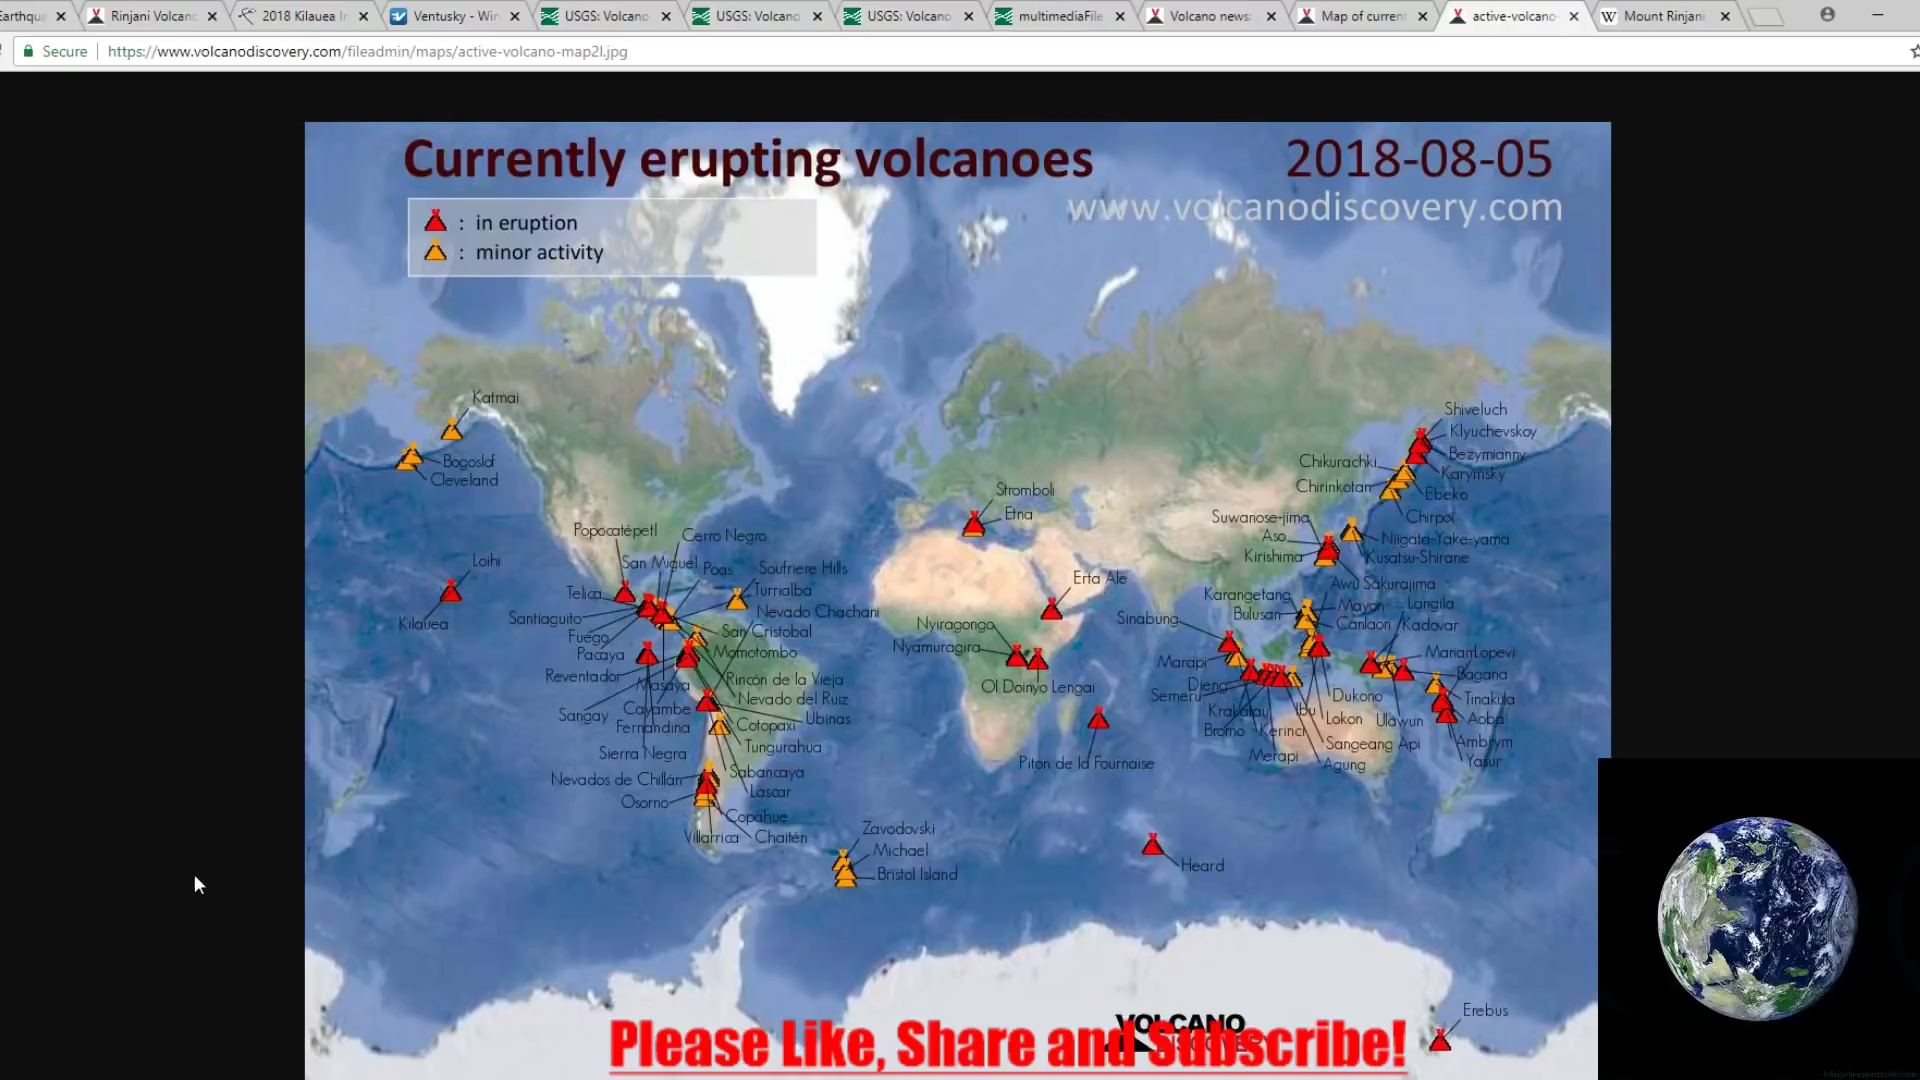 Earthqua
Rinjani Volcano
2018 Kilauea
Ventusky - Win
USGS: Volcano
USGS: Volcano
USGS: Volcano
multimediaFile
Volcano news:
Map of current
active-volcano-
Mount Rinjani
Secure
https://www.volcanodiscovery.com/fileadmin/maps/active-volcano-map2l.jpg
Currently erupting volcanoes
2018-08-05
www.volcanodiscovery.com
: in eruption
: minor activity
Katmai
Bogoslof
Cleveland
Loihi
Kilauea
Popocatépetl
Cerro Negro
San Miguel
Poas
Soufriere Hills
Telica
Turrialba
Santiaguito
Nevado Chachani
Fuego
San Cristobal
Pacaya
Momotombo
Reventador
Masaya
Rincón de la Vieja
Nevado del Ruiz
Sangay
Cayambe
Ubinas
Fernandina
Cotopaxi
Sierra Negra
Tungurahua
Nevados de Chillán
Sabancaya
Lascar
Osorno
Copahue
Villarrica
Chaitén
Zavodovski
Michael
Bristol Island
Stromboli
Etna
Erta Ale
Nyiragongo
Nyamuragira
Ol Doinyo Lengai
Piton de la Fournaise
Heard
Erebus
Shiveluch
Klyuchevskoy
Bezymianny
Karymsky
Ebeko
Chikurachki
Chirinkotan
Chirpoi
Suwanose-jima
Aso
Kirishima
Niigata-Yake-yama
Kusatsu-Shirane
Awu
Sakurajima
Karangetang
Bulusan
Mayon
Canlaon
Langila
Kadovar
Sinabung
Marapi
Manam
Lopevi
Bagana
Dieng
Semeru
Dukono
Tinakula
Krakatau
Ibu
Lokon
Ulawun
Aoba
Bromo
Kerinci
Sangeang Api
Ambrym
Merapi
Agung
Yasur
VOLCANO
DISCOVERY
Please Like, Share and Subscribe!